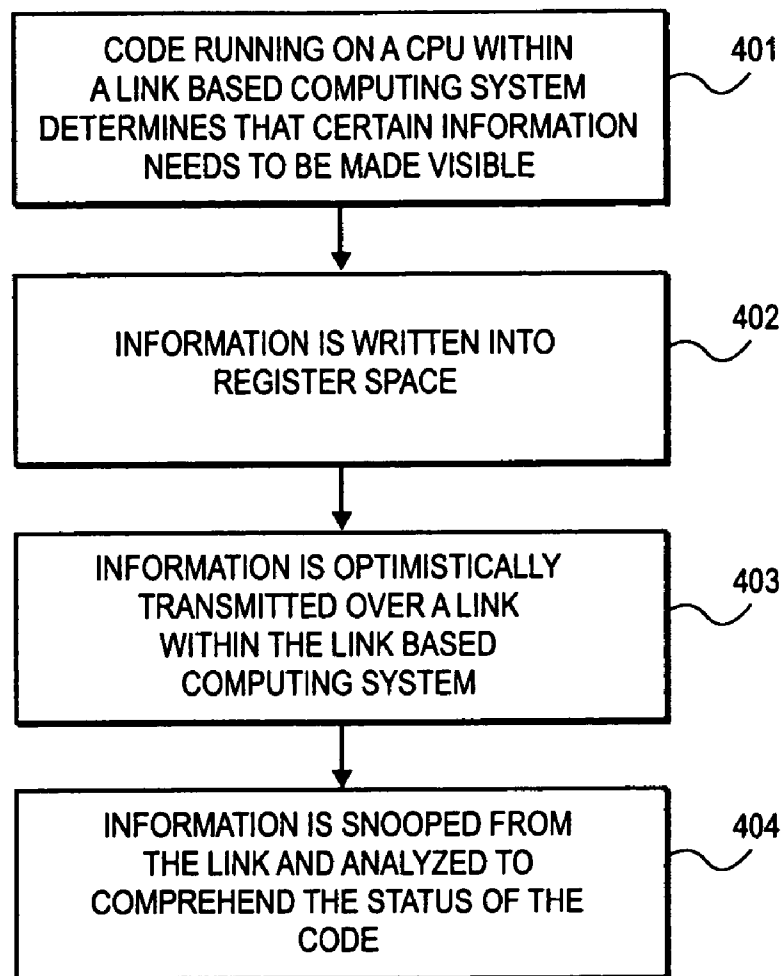 CODE RUNNING ON A CPU WITHIN
A LINK BASED COMPUTING SYSTEM
DETERMINES THAT CERTAIN INFORMATION
NEEDS TO BE MADE VISIBLE
401
INFORMATION IS WRITTEN INTO
REGISTER SPACE
402
INFORMATION IS OPTIMISTICALLY
TRANSMITTED OVER A LINK
WITHIN THE LINK BASED
COMPUTING SYSTEM
403
INFORMATION IS SNOOPED FROM
THE LINK AND ANALYZED TO
COMPREHEND THE STATUS OF THE
CODE
404